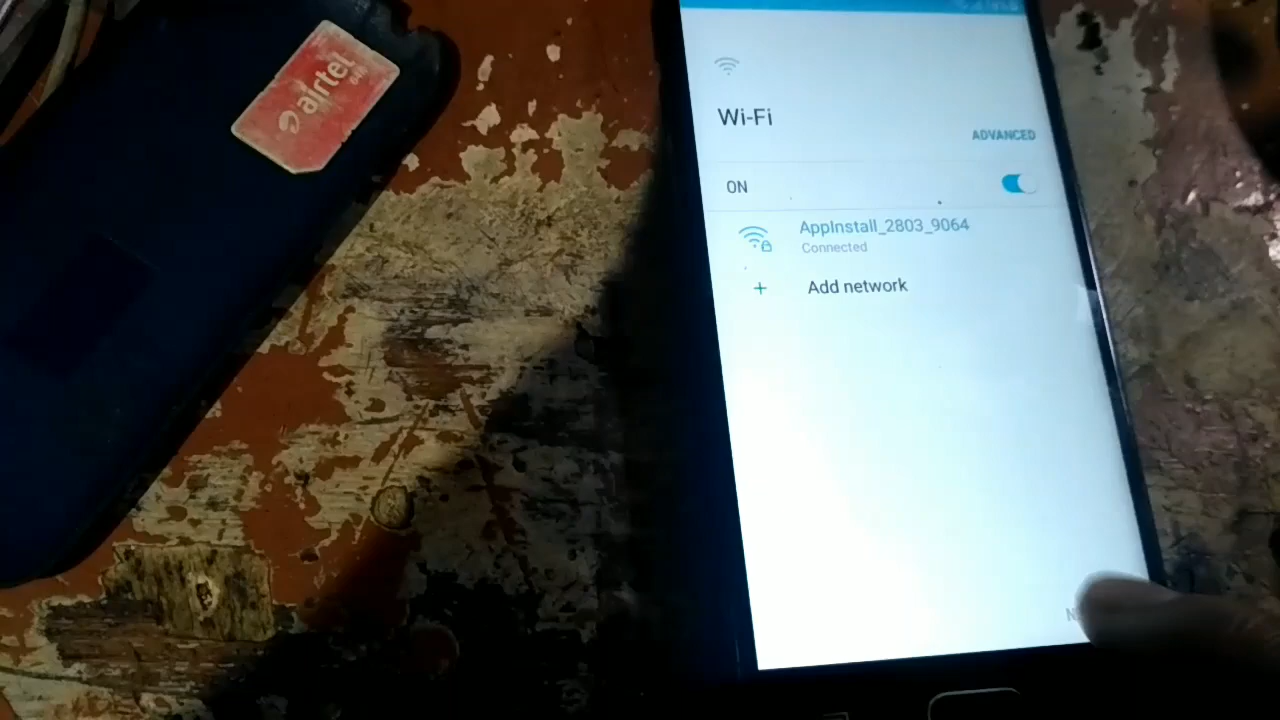 airtel
Wi-Fi
ADVANCED
ON
AppInstall_2803_9064
Connected
+ Add network